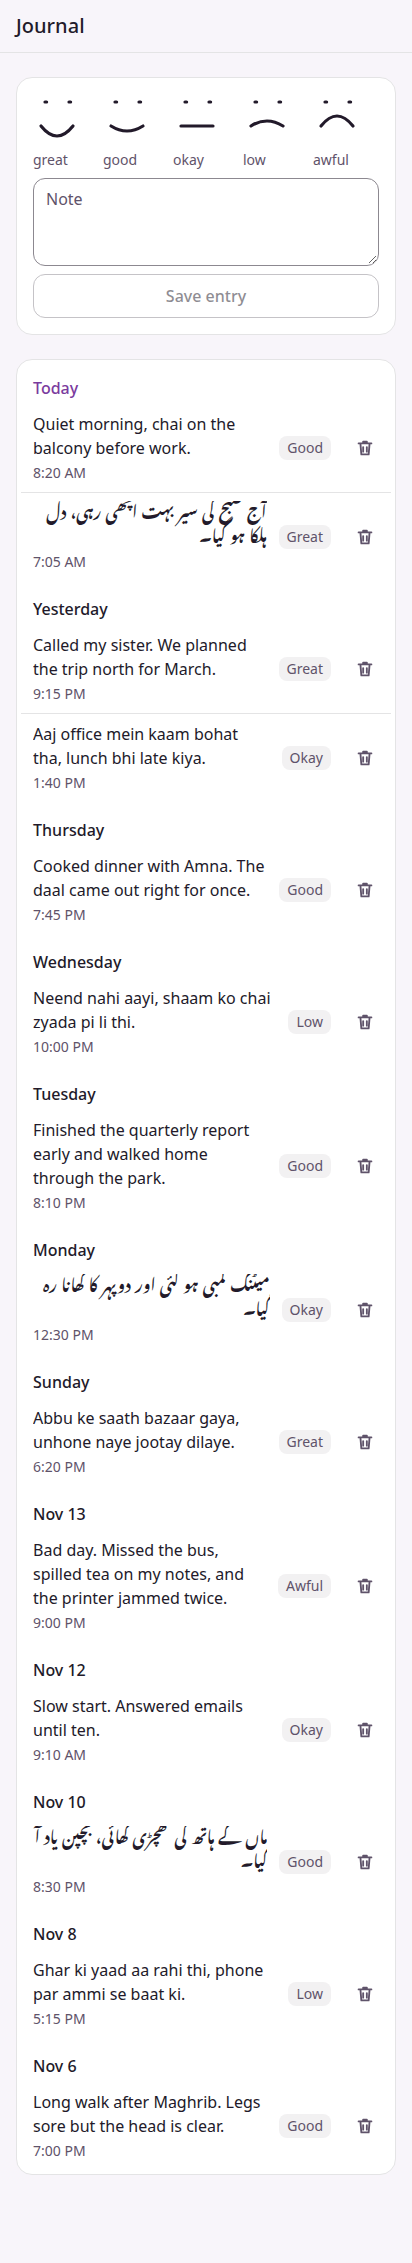 Journal
great good okay low awful
Note
Save entry
Today
Quiet morning, chai on the
balcony before work.
Good
8:20 AM
آج صبح کی سیر بہت اچھی رہی، دل
ہلکا ہو گیا۔
Great
7:05 AM
Yesterday
Called my sister. We planned
the trip north for March.
Great
9:15 PM
Aaj office mein kaam bohat
tha, lunch bhi late kiya.
Okay
1:40 PM
Thursday
Cooked dinner with Amna. The
daal came out right for once.
Good
7:45 PM
Wednesday
Neend nahi aayi, shaam ko chai
zyada pi li thi.
Low
10:00 PM
Tuesday
Finished the quarterly report
early and walked home
through the park.
Good
8:10 PM
Monday
میٹنگ لمبی ہو گئی اور دوپہر کا کھانا رہ
گیا۔
Okay
12:30 PM
Sunday
Abbu ke saath bazaar gaya,
unhone naye jootay dilaye.
Great
6:20 PM
Nov 13
Bad day. Missed the bus,
spilled tea on my notes, and
the printer jammed twice.
Awful
9:00 PM
Nov 12
Slow start. Answered emails
until ten.
Okay
9:10 AM
Nov 10
ماں کے ہاتھ کی کھچڑی کھائی، بچپن یاد آ
گیا۔
Good
8:30 PM
Nov 8
Ghar ki yaad aa rahi thi, phone
par ammi se baat ki.
Low
5:15 PM
Nov 6
Long walk after Maghrib. Legs
sore but the head is clear.
Good
7:00 PM